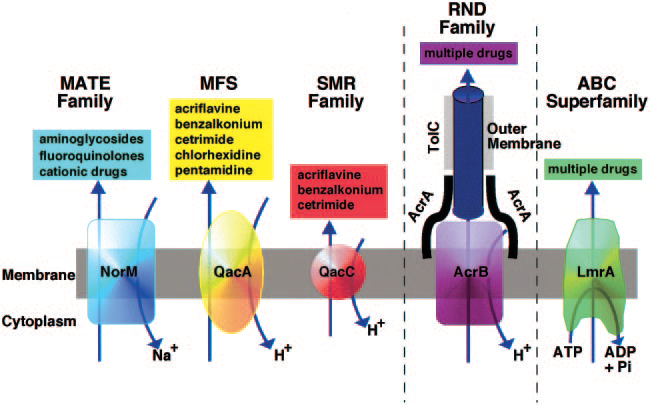 MATE
Family
aminoglycosides
fluoroquinolones
cationic drugs
MFS
acriflavine
benzalkonium
cetrimide
chlorhexidine
pentamidine
SMR
Family
acriflavine
benzalkonium
cetrimide
RND
Family
multiple drugs
TolC
Outer
Membrane
AcrA
AcrA
ABC
Superfamily
multiple drugs
Membrane
NorM
QacA
QacC
AcrB
LmrA
Cytoplasm
Na+
H+
H+
H+
ATP
ADP
+ Pi